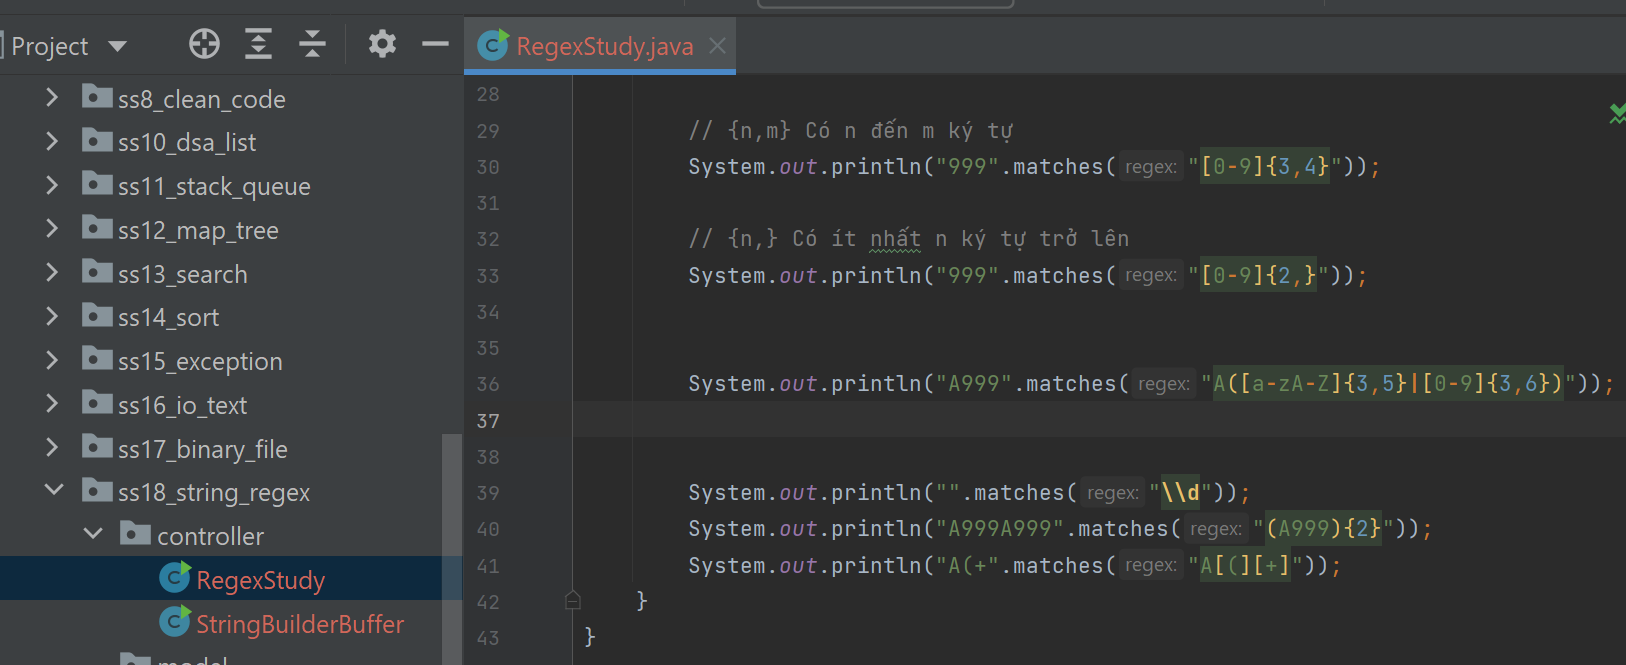 Project
RegexStudy.java
ss8_clean_code
ss10_dsa_list
ss11_stack_queue
ss12_map_tree
ss13_search
ss14_sort
ss15_exception
ss16_io_text
ss17_binary_file
ss18_string_regex
controller
RegexStudy
StringBuilderBuffer
model
28
29 // {n,m} Có n đến m ký tự
30 System.out.println("999".matches( regex: "[0-9]{3,4}"));
31
32 // {n,} Có ít nhất n ký tự trở lên
33 System.out.println("999".matches( regex: "[0-9]{2,}"));
34
35
36 System.out.println("A999".matches( regex: "A([a-zA-Z]{3,5}|[0-9]{3,6})"));
37
38
39 System.out.println("".matches( regex: "\\d"));
40 System.out.println("A999A999".matches( regex: "(A999){2}"));
41 System.out.println("A(+".matches( regex: "A[(][+]"));
42 }
43 }